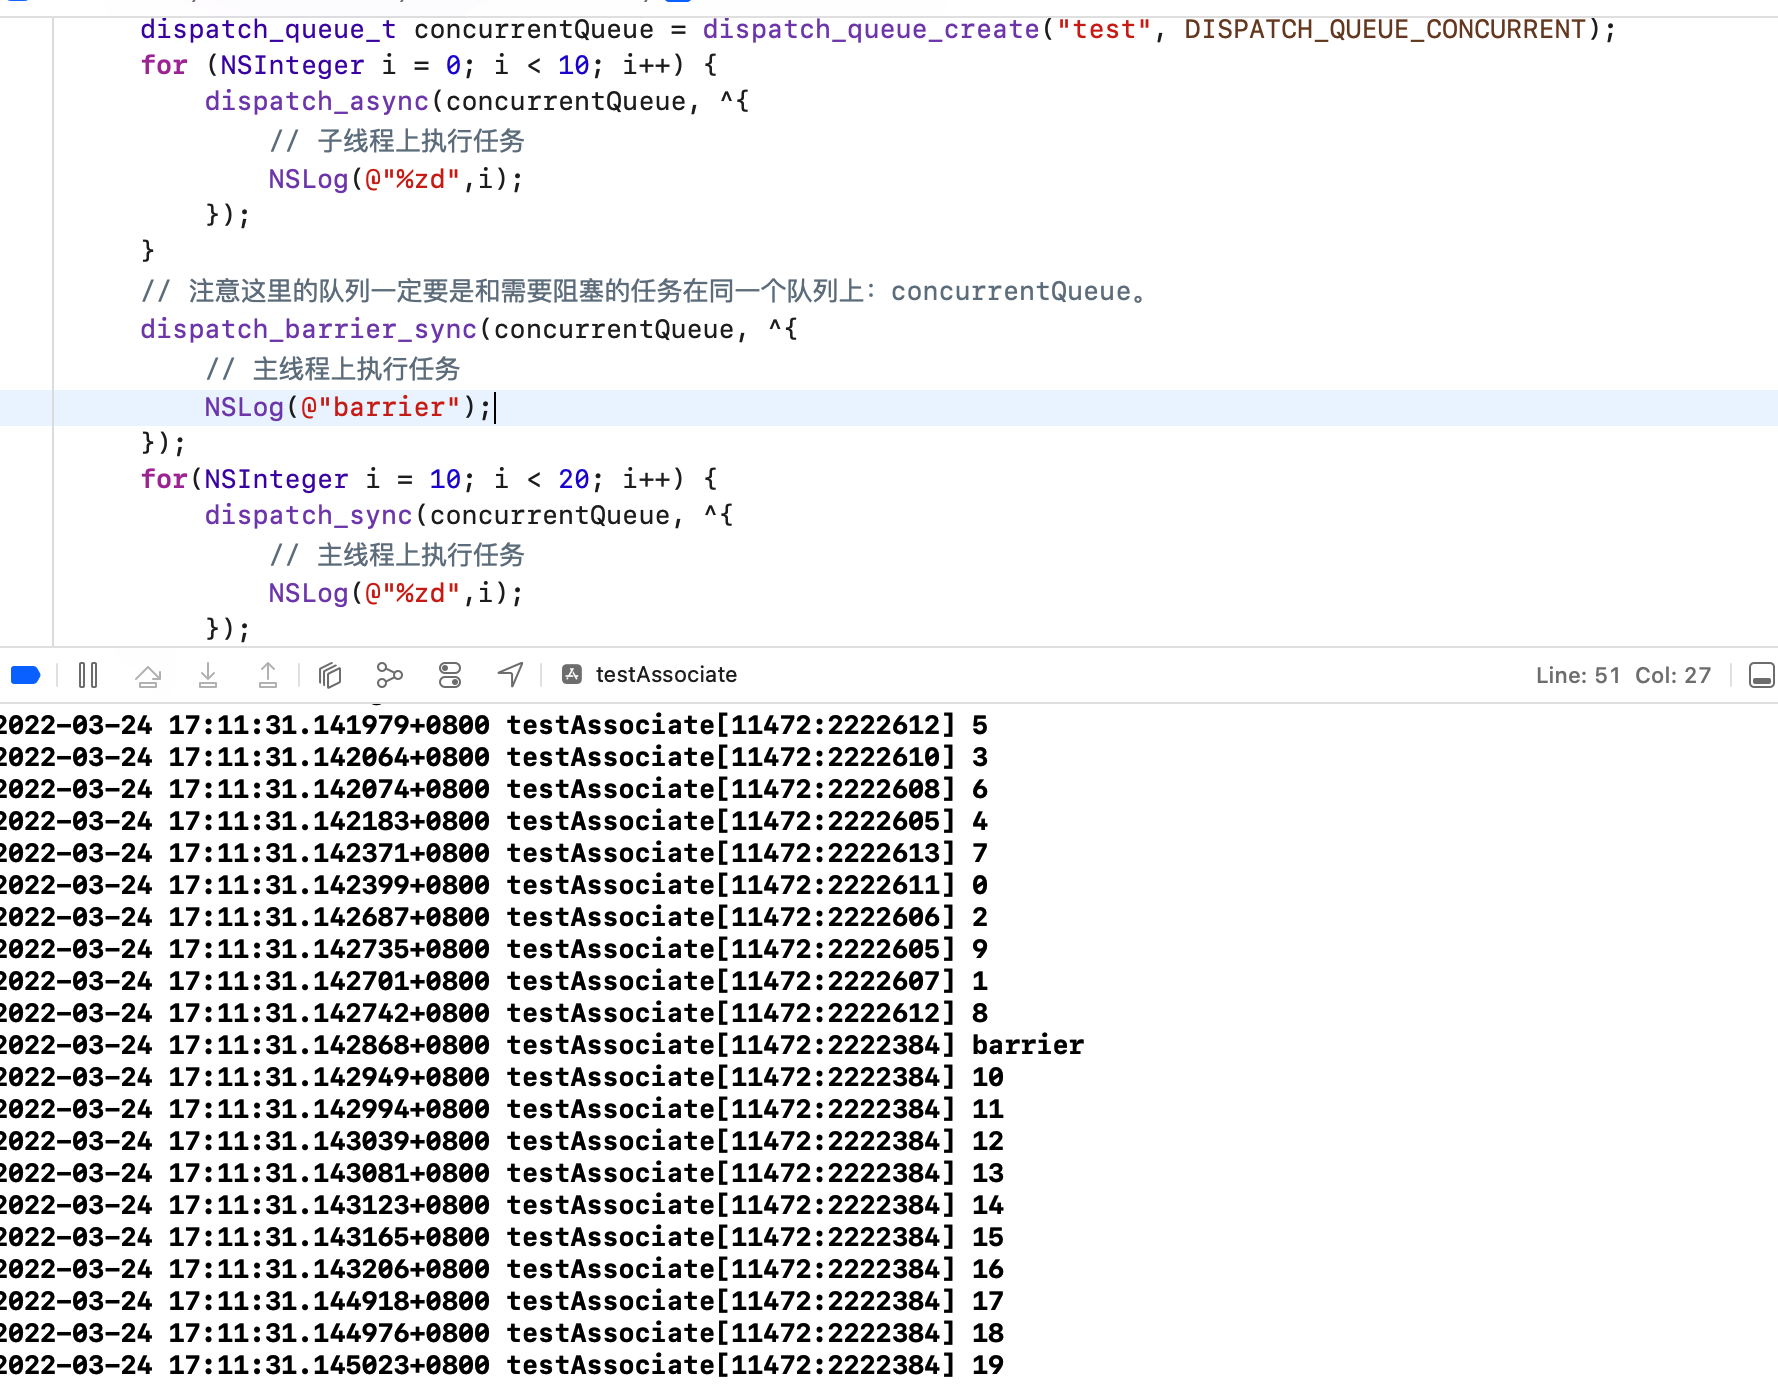 dispatch_queue_t concurrentQueue = dispatch_queue_create("test", DISPATCH_QUEUE_CONCURRENT);
for (NSInteger i = 0; i < 10; i++) {
dispatch_async(concurrentQueue, ^{
// 子线程上执行任务
NSLog(@"%zd",i);
});
}
// 注意这里的队列一定要是和需要阻塞的任务在同一个队列上：concurrentQueue。
dispatch_barrier_sync(concurrentQueue, ^{
// 主线程上执行任务
NSLog(@"barrier");
});
for(NSInteger i = 10; i < 20; i++) {
dispatch_sync(concurrentQueue, ^{
// 主线程上执行任务
NSLog(@"%zd",i);
});
testAssociate Line: 51 Col: 27
2022-03-24 17:11:31.141979+0800 testAssociate[11472:2222612] 5
2022-03-24 17:11:31.142064+0800 testAssociate[11472:2222610] 3
2022-03-24 17:11:31.142074+0800 testAssociate[11472:2222608] 6
2022-03-24 17:11:31.142183+0800 testAssociate[11472:2222605] 4
2022-03-24 17:11:31.142371+0800 testAssociate[11472:2222613] 7
2022-03-24 17:11:31.142399+0800 testAssociate[11472:2222611] 0
2022-03-24 17:11:31.142687+0800 testAssociate[11472:2222606] 2
2022-03-24 17:11:31.142735+0800 testAssociate[11472:2222605] 9
2022-03-24 17:11:31.142701+0800 testAssociate[11472:2222607] 1
2022-03-24 17:11:31.142742+0800 testAssociate[11472:2222612] 8
2022-03-24 17:11:31.142868+0800 testAssociate[11472:2222384] barrier
2022-03-24 17:11:31.142949+0800 testAssociate[11472:2222384] 10
2022-03-24 17:11:31.142994+0800 testAssociate[11472:2222384] 11
2022-03-24 17:11:31.143039+0800 testAssociate[11472:2222384] 12
2022-03-24 17:11:31.143081+0800 testAssociate[11472:2222384] 13
2022-03-24 17:11:31.143123+0800 testAssociate[11472:2222384] 14
2022-03-24 17:11:31.143165+0800 testAssociate[11472:2222384] 15
2022-03-24 17:11:31.143206+0800 testAssociate[11472:2222384] 16
2022-03-24 17:11:31.144918+0800 testAssociate[11472:2222384] 17
2022-03-24 17:11:31.144976+0800 testAssociate[11472:2222384] 18
2022-03-24 17:11:31.145023+0800 testAssociate[11472:2222384] 19